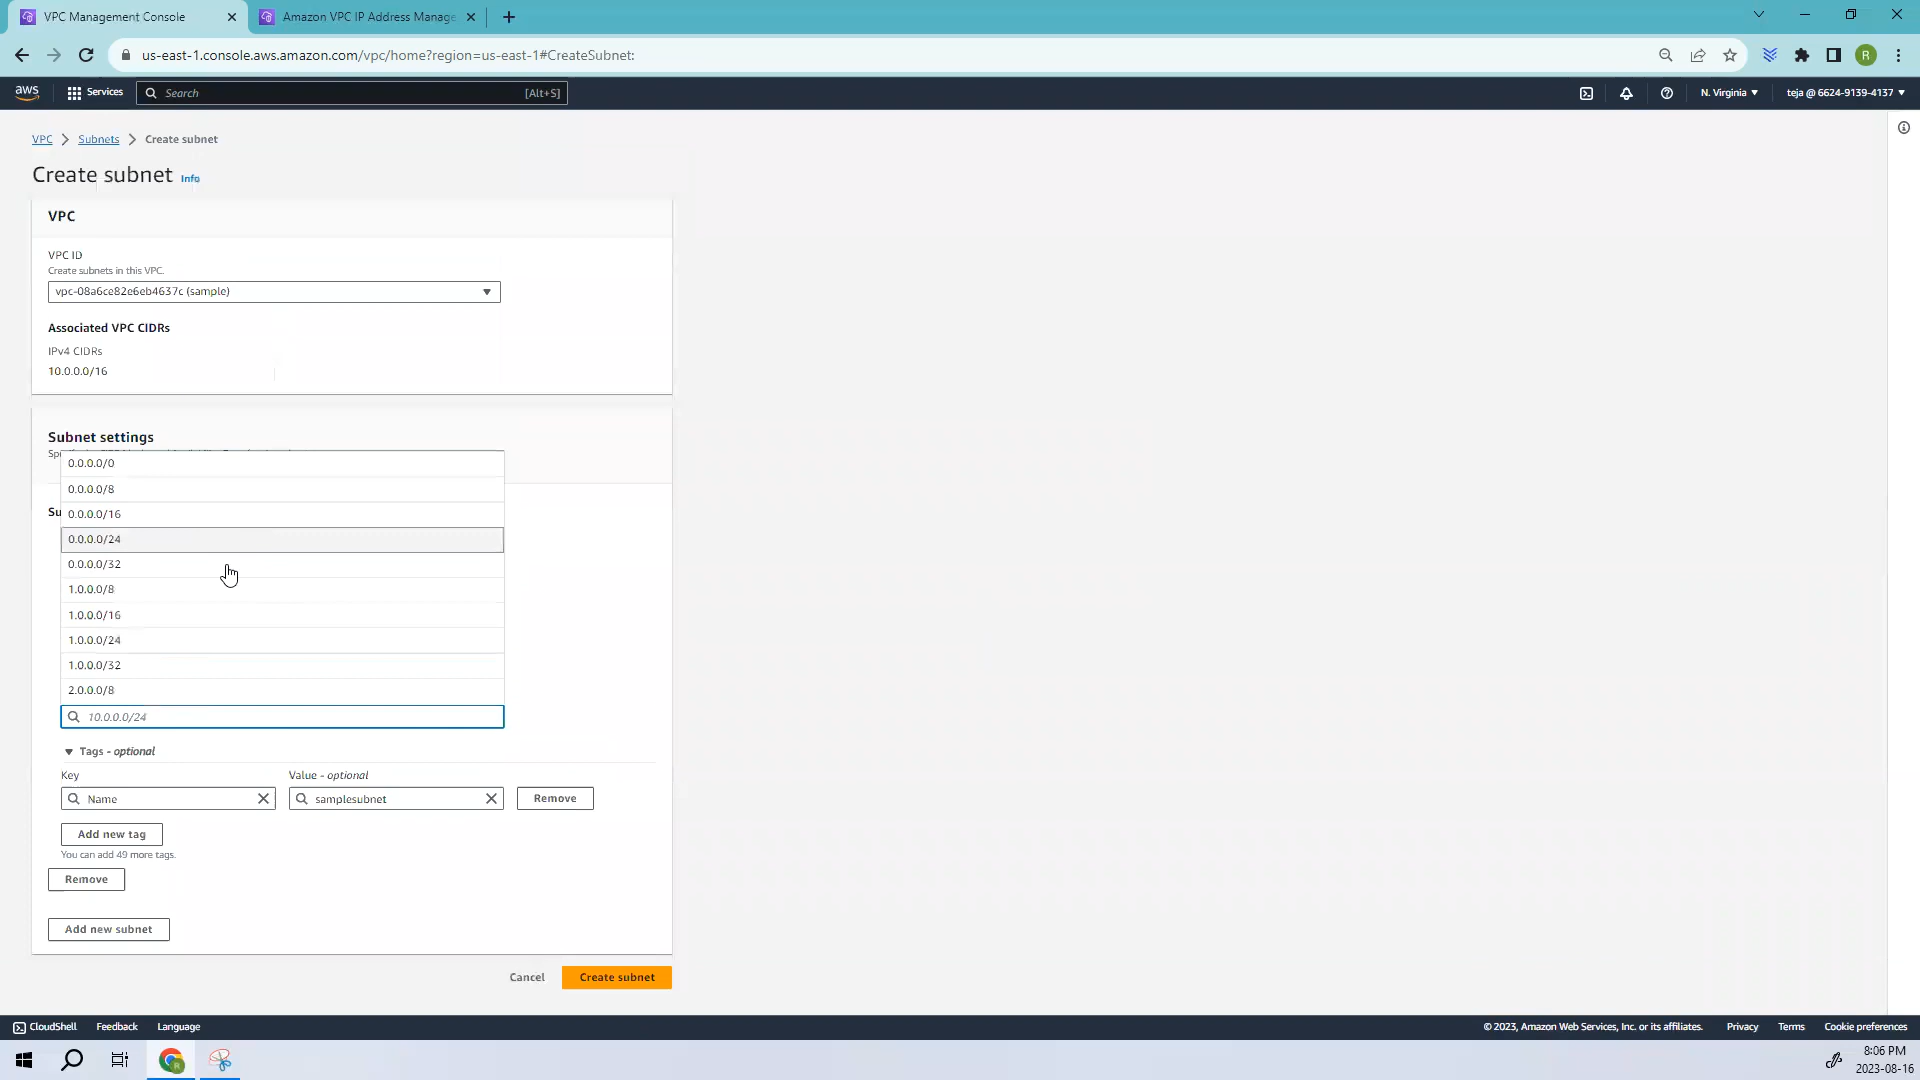 VPC Management Console
Amazon VPC IP Address Manage
us-east-1.console.aws.amazon.com/vpc/home?region=us-east-1#CreateSubnet:
R
aws
Services
Search
[Alt+S]
N. Virginia
teja @ 6624-9139-4137
VPC
Subnets
Create subnet
Create subnet
Info
VPC
VPC ID
Create subnets in this VPC.
vpc-08a6ce82e6eb4637c (sample)
Associated VPC CIDRs
IPv4 CIDRs
10.0.0.0/16
Subnet settings
0.0.0.0/0
0.0.0.0/8
Su
0.0.0.0/16
0.0.0.0/24
0.0.0.0/32
1.0.0.0/8
1.0.0.0/16
1.0.0.0/24
1.0.0.0/32
2.0.0.0/8
10.0.0.0/24
Tags - optional
Key
Value - optional
Name
samplesubnet
Remove
Add new tag
You can add 49 more tags.
Remove
Add new subnet
Cancel
Create subnet
CloudShell
Feedback
Language
© 2023, Amazon Web Services, Inc. or its affiliates.
Privacy
Terms
Cookie preferences
R
8:06 PM
2023-08-16